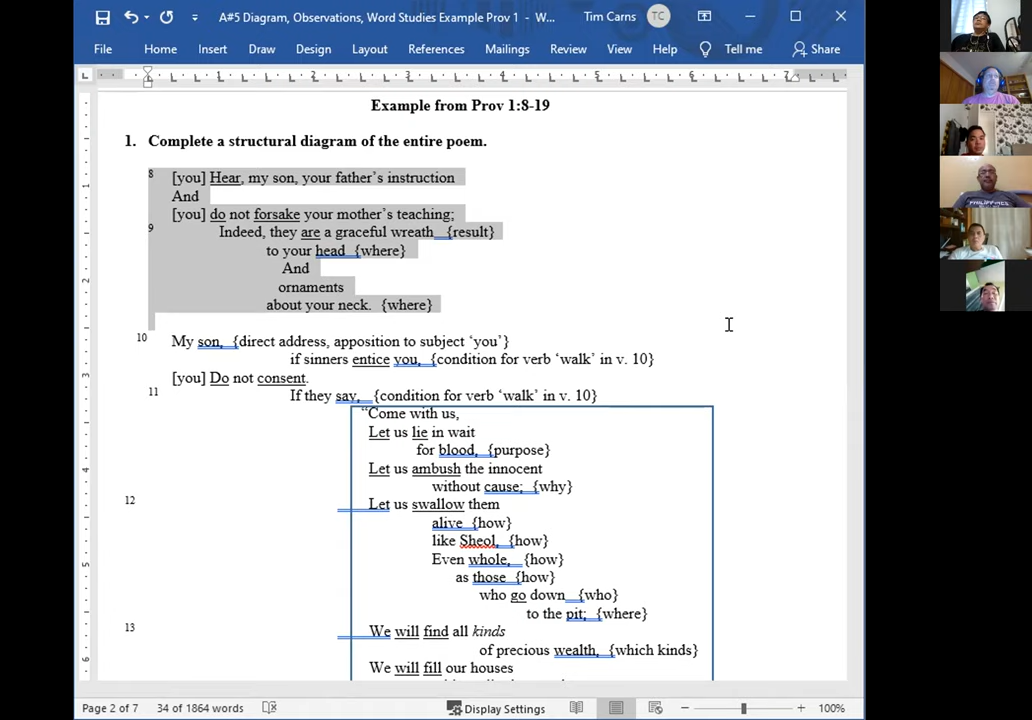 A#5 Diagram, Observations, Word Studies Example Prov 1 - W...
Tim Carns
TC
File Home Insert Draw Design Layout References Mailings Review View Help Tell me Share
1 2 3 4 5 6 7
Example from Prov 1:8-19
1. Complete a structural diagram of the entire poem.
8 [you] Hear, my son, your father's instruction
And
[you] do not forsake your mother's teaching;
9 Indeed, they are a graceful wreath {result}
to your head {where}
And
ornaments
about your neck. {where}
10 My son, {direct address, apposition to subject 'you'}
if sinners entice you, {condition for verb 'walk' in v. 10}
[you] Do not consent.
11 If they say, {condition for verb 'walk' in v. 10}
"Come with us,
Let us lie in wait
for blood, {purpose}
Let us ambush the innocent
without cause; {why}
12 Let us swallow them
alive {how}
like Sheol, {how}
Even whole, {how}
as those {how}
who go down {who}
to the pit; {where}
13 We will find all kinds
of precious wealth, {which kinds}
We will fill our houses
Page 2 of 7 34 of 1864 words Display Settings 100%
PHILIPPINES